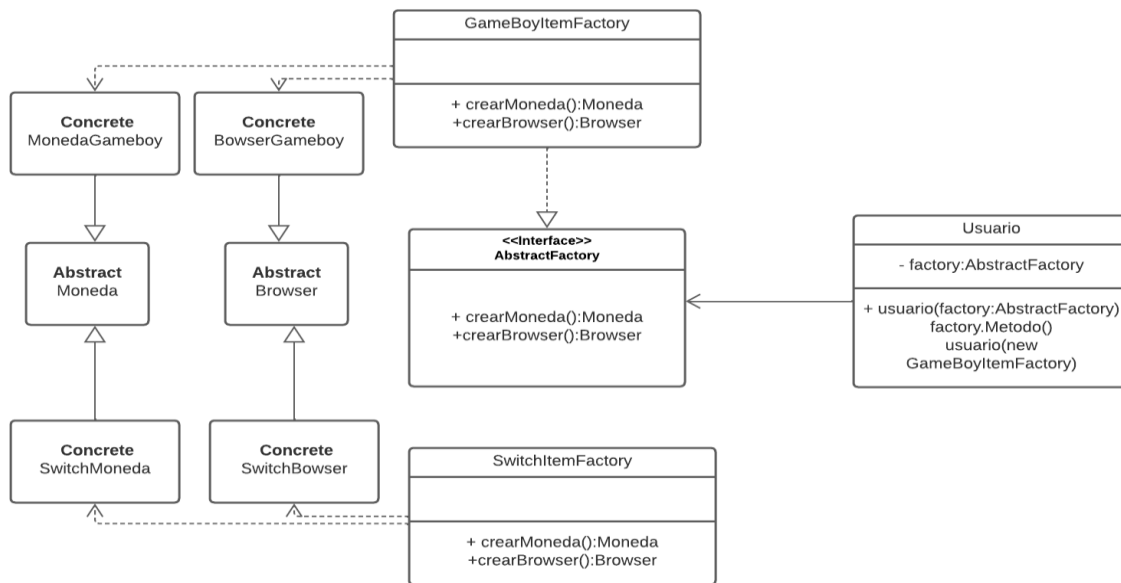 GameBoyItemFactory
+ crearMoneda():Moneda
+crearBrowser():Browser
Concrete
MonedaGameboy
Concrete
BowserGameboy
Abstract
Moneda
Abstract
Browser
<<Interface>>
AbstractFactory
+ crearMoneda():Moneda
+crearBrowser():Browser
Usuario
- factory:AbstractFactory
+ usuario(factory:AbstractFactory)
factory.Metodo()
usuario(new
GameBoyItemFactory)
Concrete
SwitchMoneda
Concrete
SwitchBowser
SwitchItemFactory
+ crearMoneda():Moneda
+crearBrowser():Browser